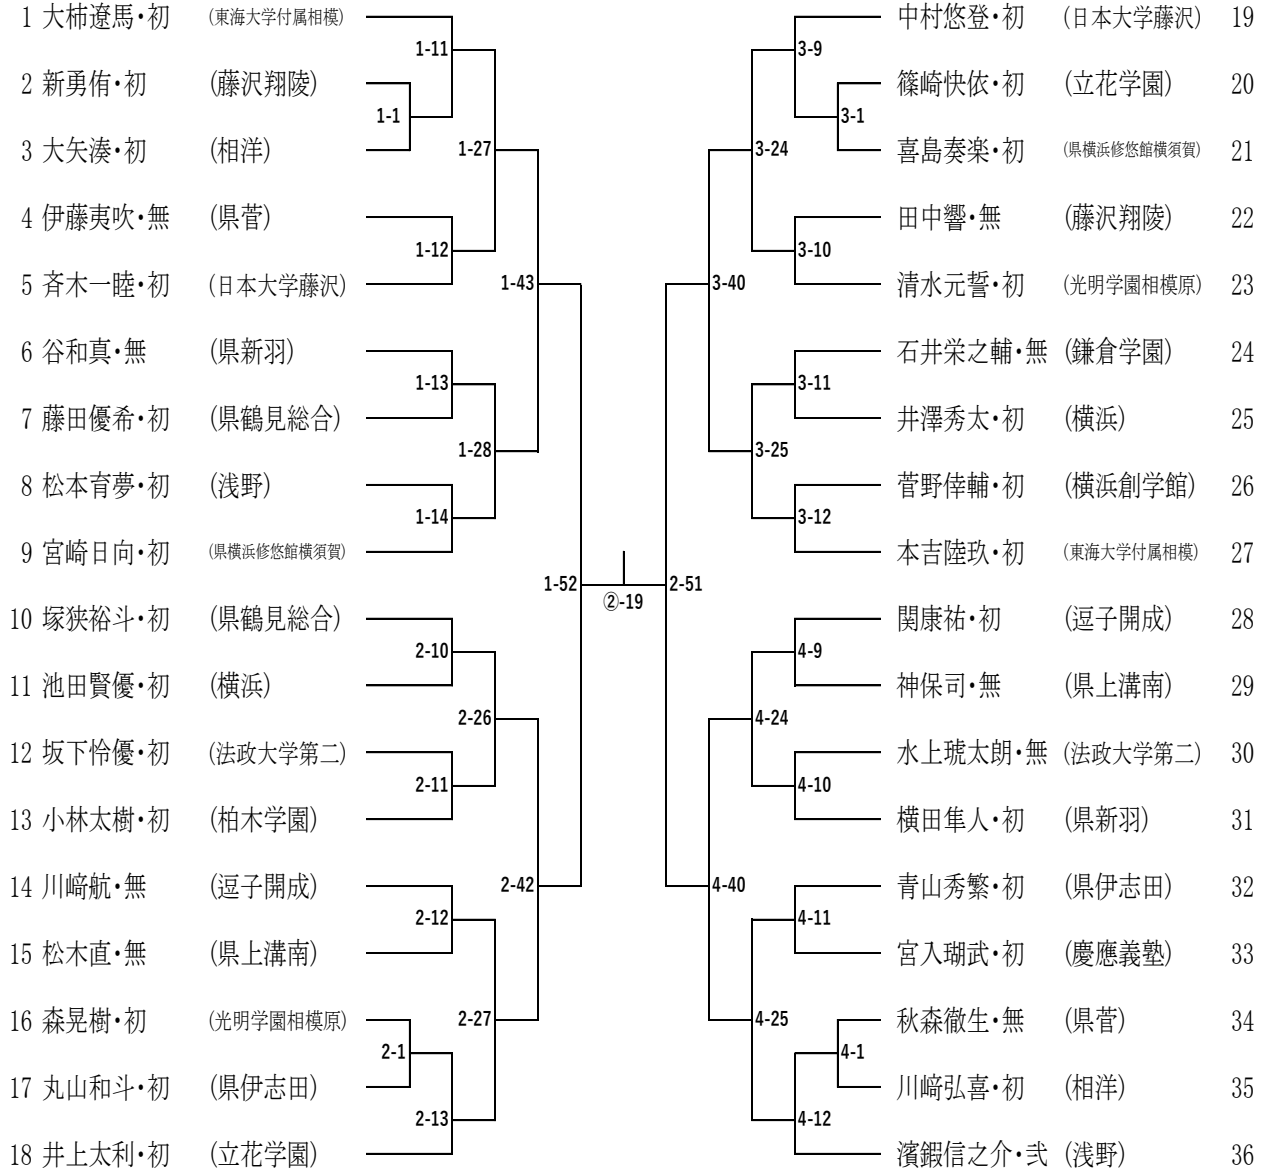 1 大柿遼馬・初 (東海大学付属相模)
2 新勇侑・初 (藤沢翔陵)
3 大矢湊・初 (相洋)
4 伊藤夷吹・無 (県菅)
5 斉木一睦・初 (日本大学藤沢)
6 谷和真・無 (県新羽)
7 藤田優希・初 (県鶴見総合)
8 松本育夢・初 (浅野)
9 宮崎日向・初 (県横浜修悠館横須賀)
10 塚狭裕斗・初 (県鶴見総合)
11 池田賢優・初 (横浜)
12 坂下怜優・初 (法政大学第二)
13 小林太樹・初 (柏木学園)
14 川﨑航・無 (逗子開成)
15 松木直・無 (県上溝南)
16 森晃樹・初 (光明学園相模原)
17 丸山和斗・初 (県伊志田)
18 井上太利・初 (立花学園)
1-11
1-1
1-27
1-12
1-43
1-13
1-28
1-14
1-52
2-10
2-26
2-11
2-42
2-12
2-27
2-1
2-13
②-19
3-9
3-1
3-24
3-10
3-40
3-11
3-25
3-12
2-51
4-9
4-24
4-10
4-40
4-11
4-25
4-1
4-12
中村悠登・初 (日本大学藤沢) 19
篠崎快依・初 (立花学園) 20
喜島奏楽・初 (県横浜修悠館横須賀) 21
田中響・無 (藤沢翔陵) 22
清水元誓・初 (光明学園相模原) 23
石井栄之輔・無 (鎌倉学園) 24
井澤秀太・初 (横浜) 25
菅野倖輔・初 (横浜創学館) 26
本吉陸玖・初 (東海大学付属相模) 27
関康祐・初 (逗子開成) 28
神保司・無 (県上溝南) 29
水上琥太朗・無 (法政大学第二) 30
横田隼人・初 (県新羽) 31
青山秀繁・初 (県伊志田) 32
宮入瑚武・初 (慶應義塾) 33
秋森徹生・無 (県菅) 34
川﨑弘喜・初 (相洋) 35
濱鍜信之介・弐 (浅野) 36